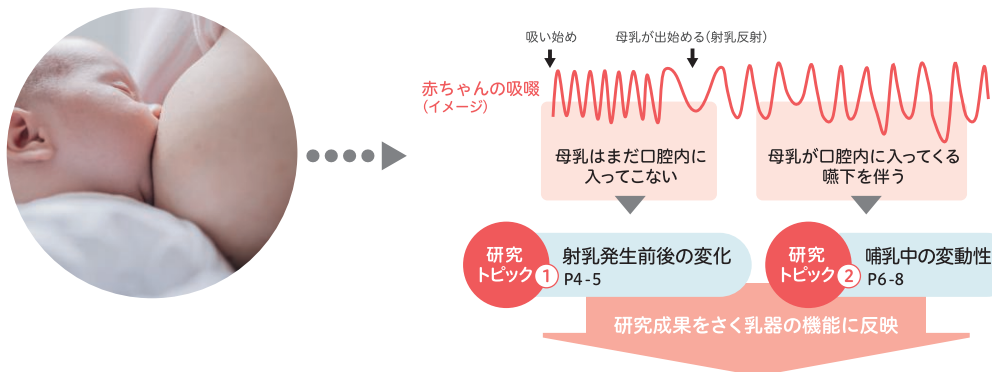 吸い始め
母乳が出始める(射乳反射)
赤ちゃんの吸啜
(イメージ)
母乳はまだ口腔内に
入ってこない
母乳が口腔内に入ってくる
嚥下を伴う
研究
トピック1
射乳発生前後の変化
P4-5
研究
トピック2
哺乳中の変動性
P6-8
研究成果をさく乳器の機能に反映